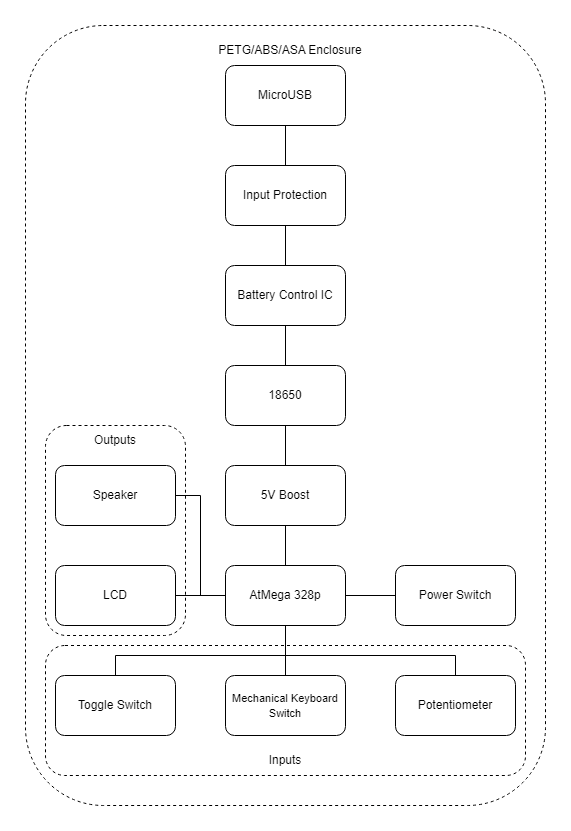 PETG/ABS/ASA Enclosure
MicroUSB
Input Protection
Battery Control IC
18650
Outputs
Speaker
5V Boost
LCD
AtMega 328p
Power Switch
Toggle Switch
Mechanical Keyboard
Switch
Potentiometer
Inputs